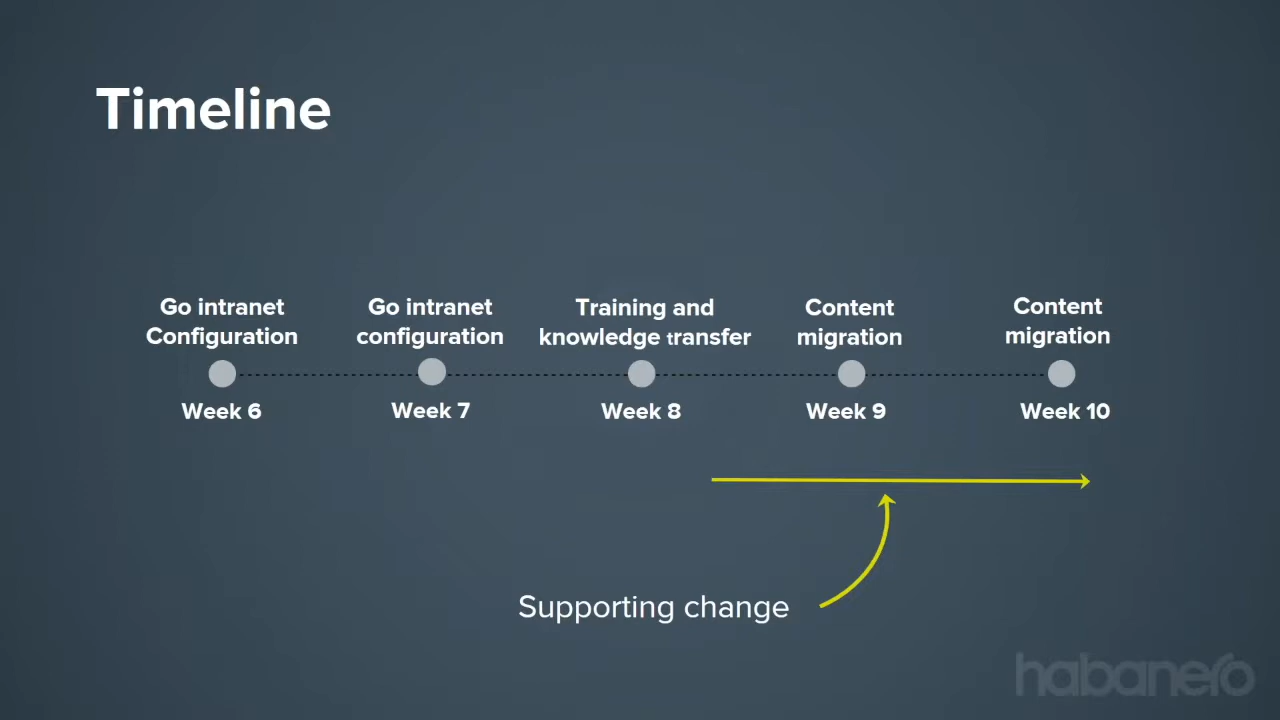 Timeline
Go intranet
Configuration
Week 6
Go intranet
configuration
Week 7
Training and
knowledge transfer
Week 8
Content
migration
Week 9
Content
migration
Week 10
Supporting change
habanero